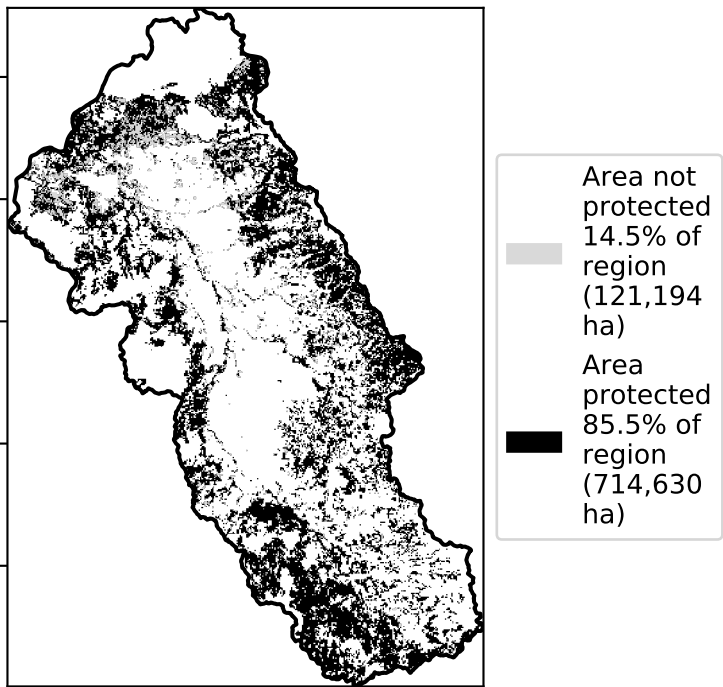 Area not
protected
14.5% of
region
(121,194
ha)
Area
protected
85.5% of
region
(714,630
ha)